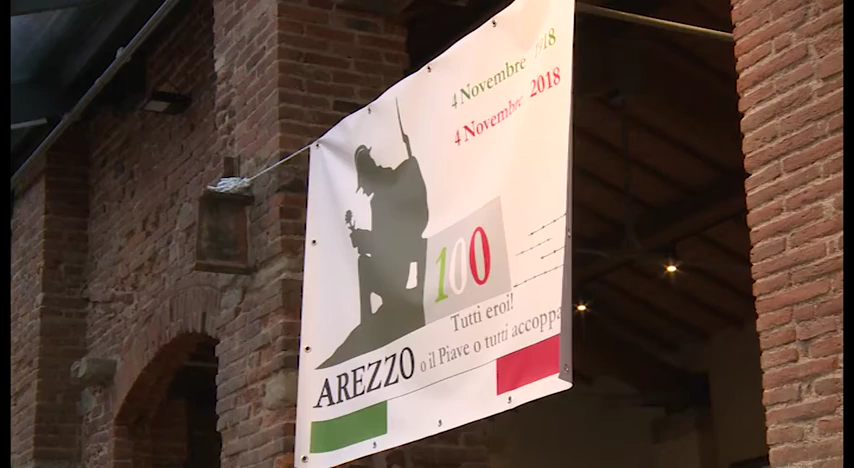 4 Novembre 1918
4 Novembre 2018
100
Tutti eroi!
AREZZO o il Piave o tutti accoppa